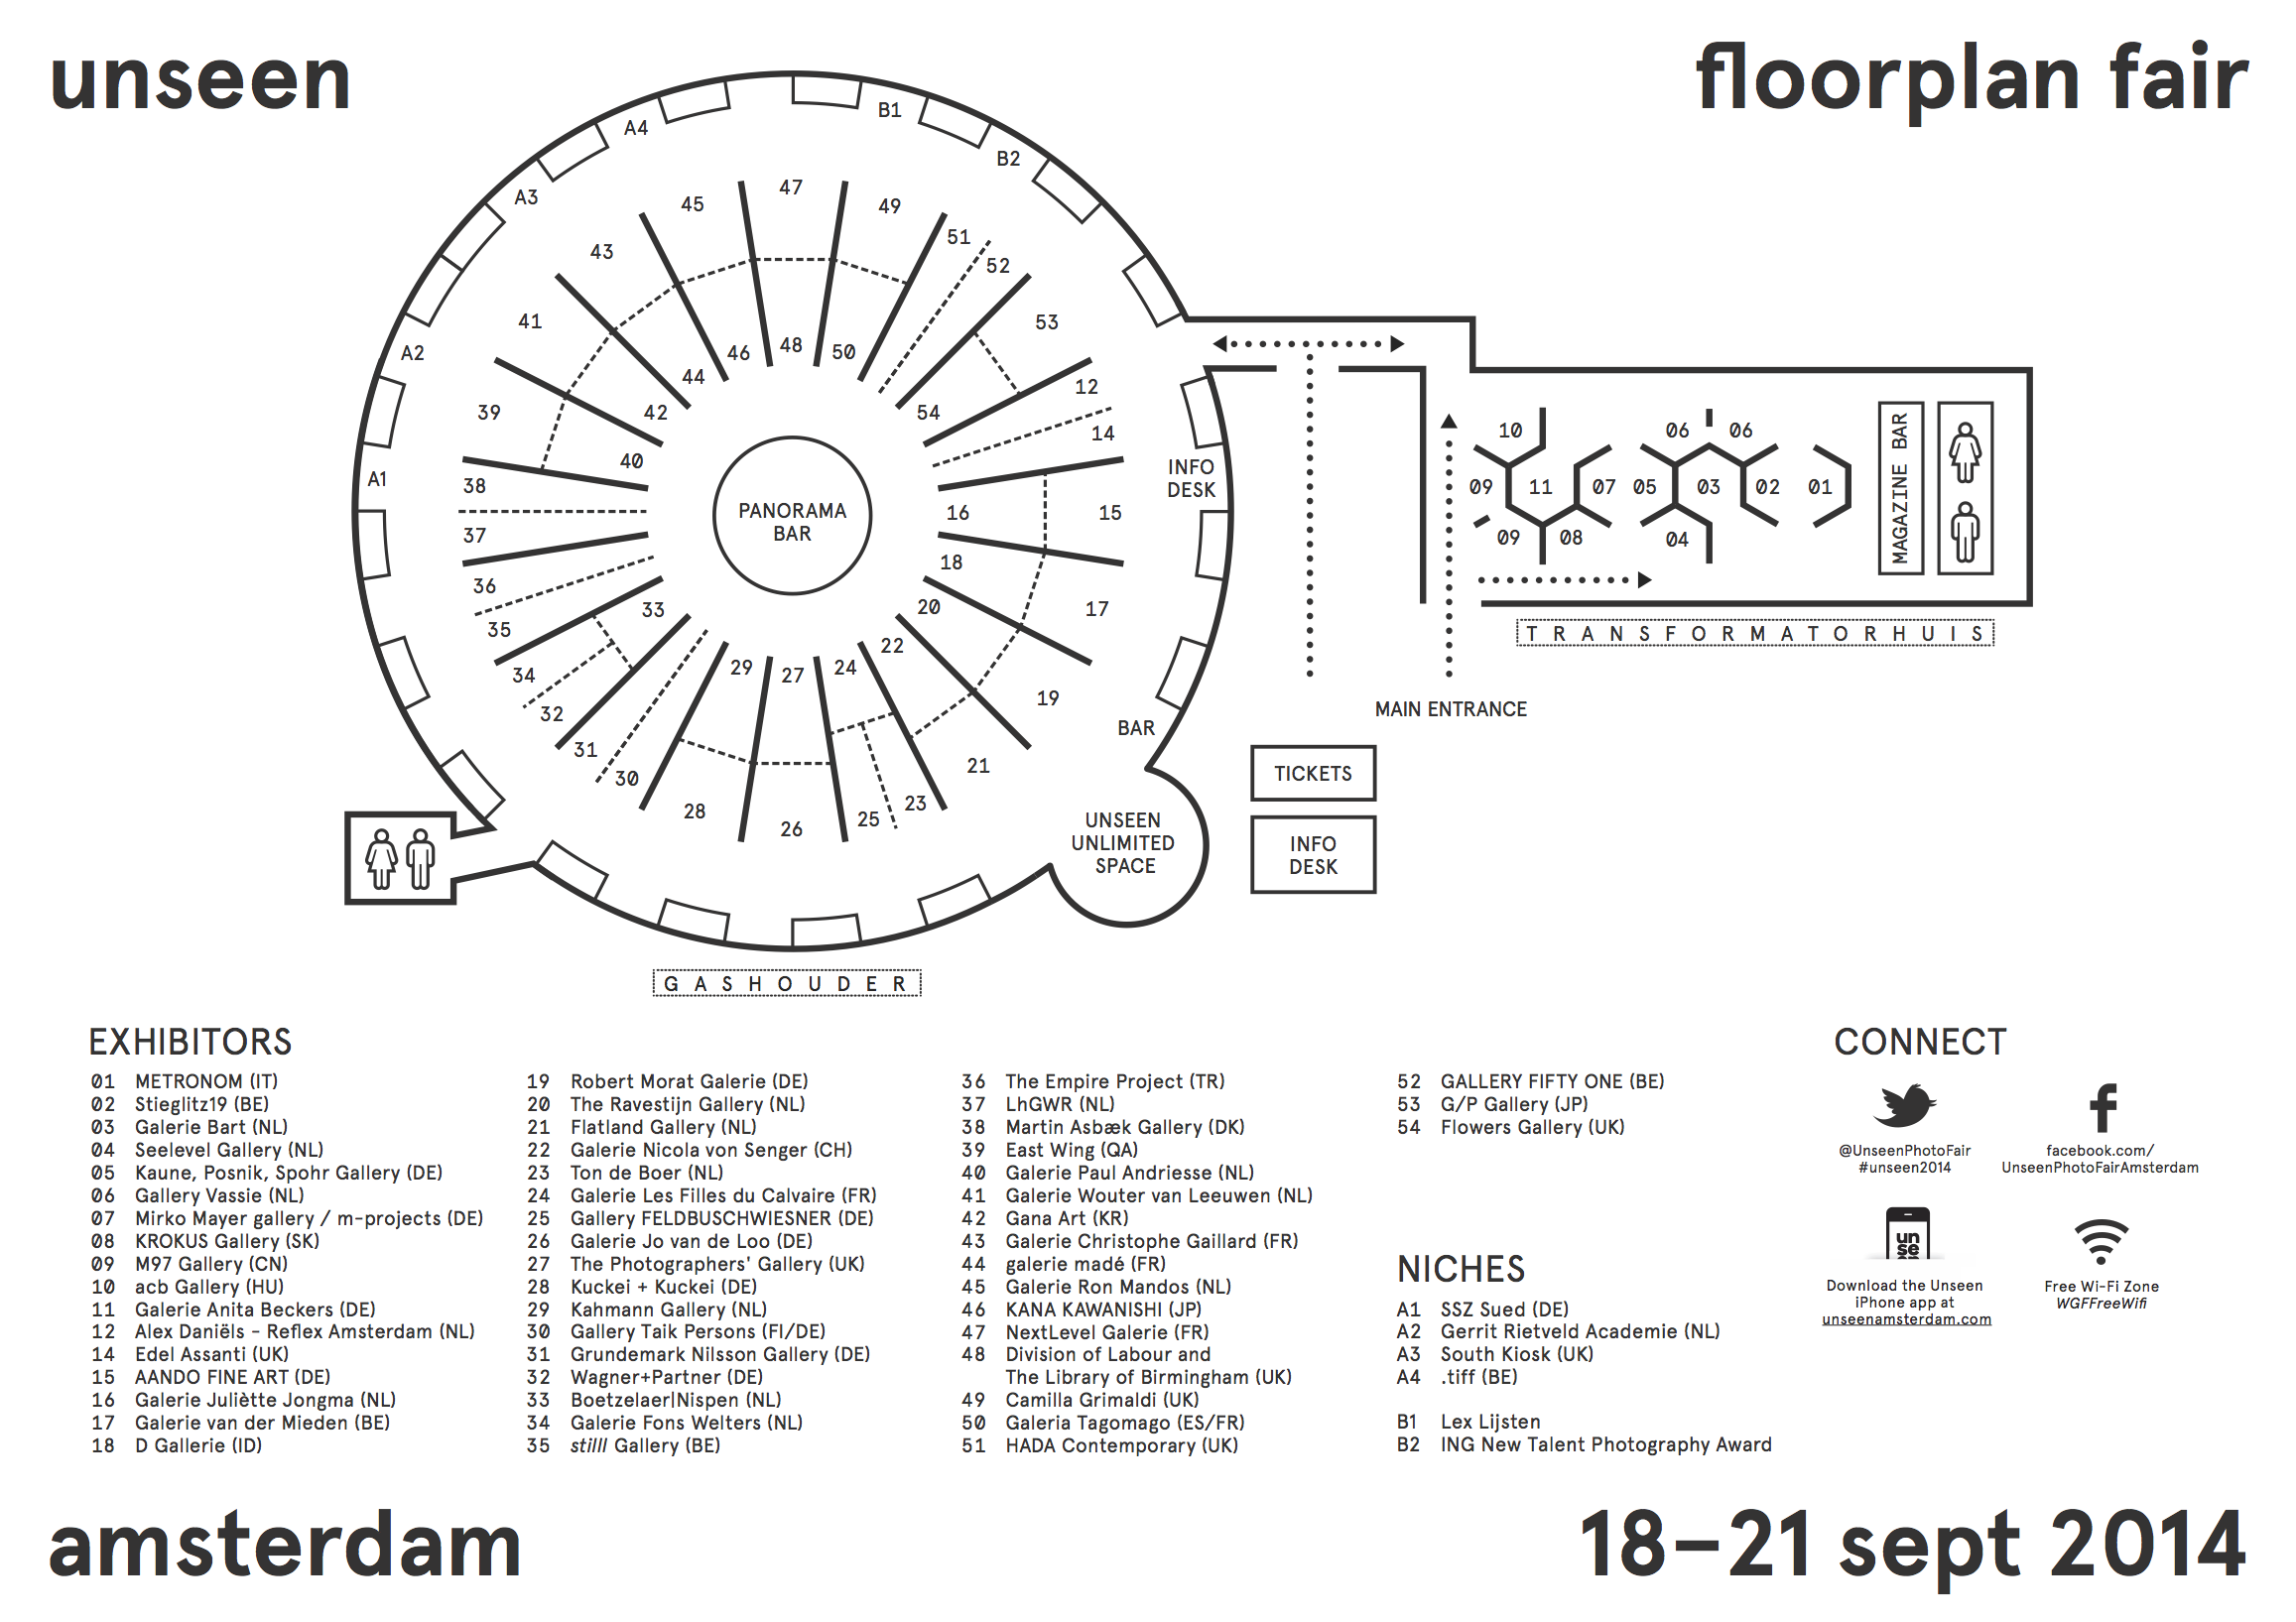 unseen
floorplan fair
B1
A4
B2
A3
47
45
49
51
52
43
53
41
A2
48
46
50
44
12
39
42
54
14
40
INFO
DESK
A1
38
PANORAMA
BAR
16
15
37
18
36
33
20
17
35
22
34
29
27
24
19
32
BAR
31
30
21
28
23
25
26
UNSEEN
UNLIMITED
SPACE
10
06
06
09
11
07
05
03
02
01
09
08
04
MAGAZINE BAR
TRANSFORMATORHUIS
MAIN ENTRANCE
TICKETS
INFO
DESK
GASHOUDER
EXHIBITORS
01 METRONOM (IT)
02 Stieglitz19 (BE)
03 Galerie Bart (NL)
04 Seelevel Gallery (NL)
05 Kaune, Posnik, Spohr Gallery (DE)
06 Gallery Vassie (NL)
07 Mirko Mayer gallery / m-projects (DE)
08 KROKUS Gallery (SK)
09 M97 Gallery (CN)
10 acb Gallery (HU)
11 Galerie Anita Beckers (DE)
12 Alex Daniëls - Reflex Amsterdam (NL)
14 Edel Assanti (UK)
15 AANDO FINE ART (DE)
16 Galerie Juliètte Jongma (NL)
17 Galerie van der Mieden (BE)
18 D Gallerie (ID)
19 Robert Morat Galerie (DE)
20 The Ravestijn Gallery (NL)
21 Flatland Gallery (NL)
22 Galerie Nicola von Senger (CH)
23 Ton de Boer (NL)
24 Galerie Les Filles du Calvaire (FR)
25 Gallery FELDBUSCHWIESNER (DE)
26 Galerie Jo van de Loo (DE)
27 The Photographers' Gallery (UK)
28 Kuckei + Kuckei (DE)
29 Kahmann Gallery (NL)
30 Gallery Taik Persons (FI/DE)
31 Grundemark Nilsson Gallery (DE)
32 Wagner+Partner (DE)
33 Boetzelaer|Nispen (NL)
34 Galerie Fons Welters (NL)
35 stilll Gallery (BE)
36 The Empire Project (TR)
37 LhGWR (NL)
38 Martin Asbæk Gallery (DK)
39 East Wing (QA)
40 Galerie Paul Andriesse (NL)
41 Galerie Wouter van Leeuwen (NL)
42 Gana Art (KR)
43 Galerie Christophe Gaillard (FR)
44 galerie madé (FR)
45 Galerie Ron Mandos (NL)
46 KANA KAWANISHI (JP)
47 NextLevel Galerie (FR)
48 Division of Labour and
The Library of Birmingham (UK)
49 Camilla Grimaldi (UK)
50 Galeria Tagomago (ES/FR)
51 HADA Contemporary (UK)
52 GALLERY FIFTY ONE (BE)
53 G/P Gallery (JP)
54 Flowers Gallery (UK)
NICHES
A1 SSZ Sued (DE)
A2 Gerrit Rietveld Academie (NL)
A3 South Kiosk (UK)
A4 .tiff (BE)
B1 Lex Lijsten
B2 ING New Talent Photography Award
CONNECT
@UnseenPhotoFair
#unseen2014
facebook.com/
UnseenPhotoFairAmsterdam
un
se
Download the Unseen
iPhone app at
unseenamsterdam.com
Free Wi-Fi Zone
WGFFreeWifi
amsterdam
18-21 sept 2014